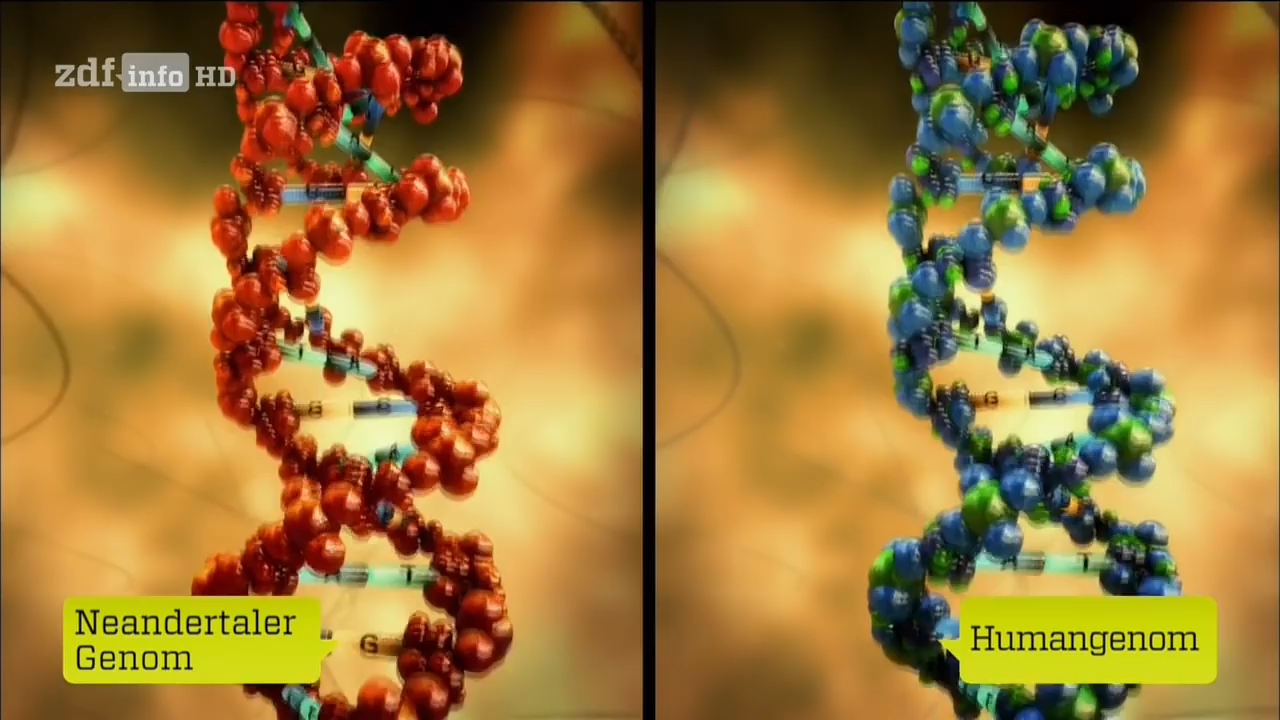 zdf info HD
Neandertaler
Genom
Humangenom
G